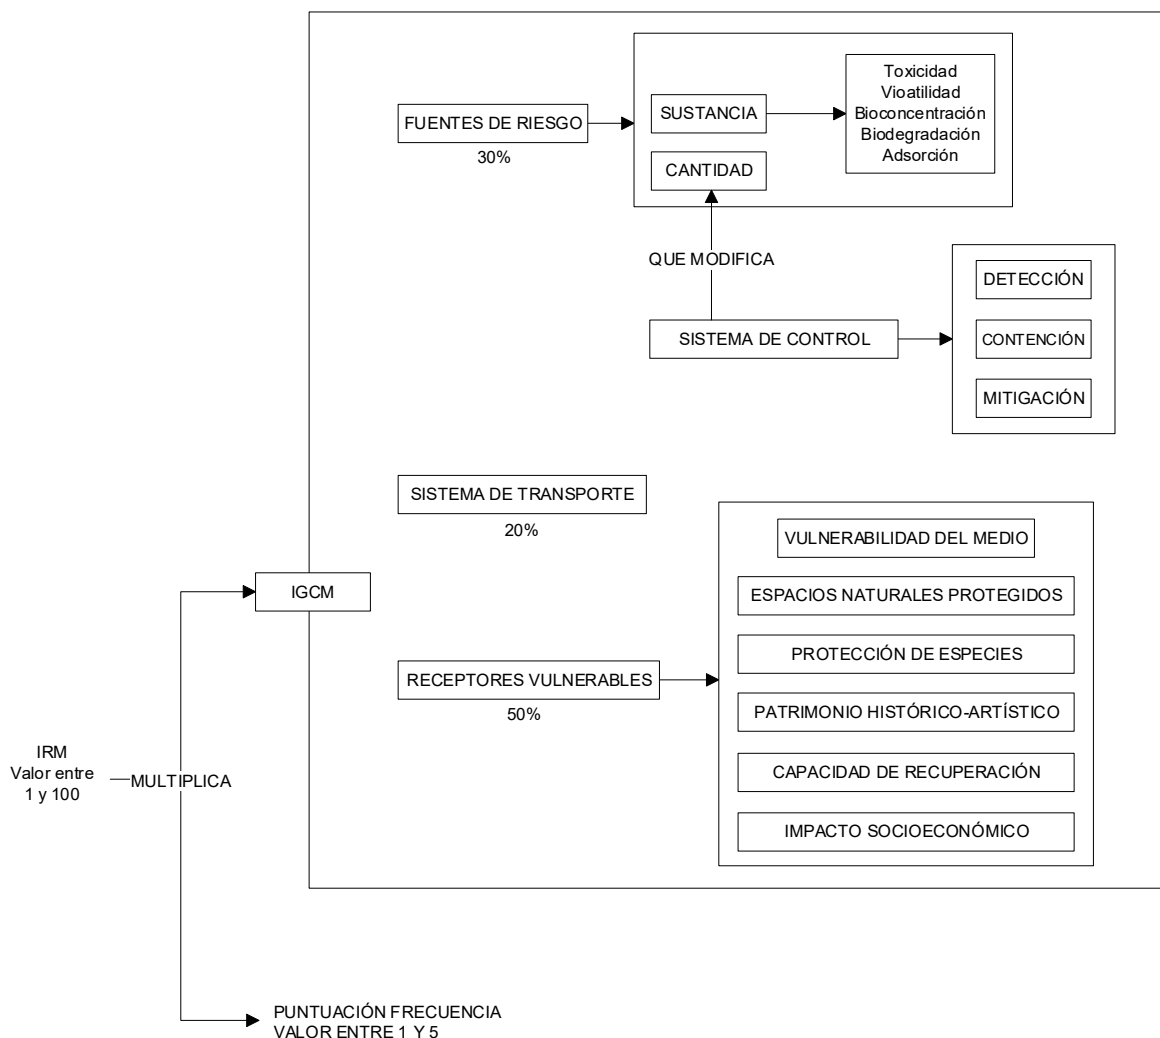 Toxicidad
Vioatilidad
Bioconcentración
Biodegradación
Adsorción
FUENTES DE RIESGO
SUSTANCIA
30%
CANTIDAD
QUE MODIFICA
DETECCIÓN
SISTEMA DE CONTROL
CONTENCIÓN
MITIGACIÓN
SISTEMA DE TRANSPORTE
20%
VULNERABILIDAD DEL MEDIO
IGCM
ESPACIOS NATURALES PROTEGIDOS
PROTECCIÓN DE ESPECIES
RECEPTORES VULNERABLES
50%
PATRIMONIO HISTÓRICO-ARTÍSTICO
CAPACIDAD DE RECUPERACIÓN
IMPACTO SOCIOECONÓMICO
IRM
Valor entre
1 y 100
MULTIPLICA
PUNTUACIÓN FRECUENCIA
VALOR ENTRE 1 Y 5